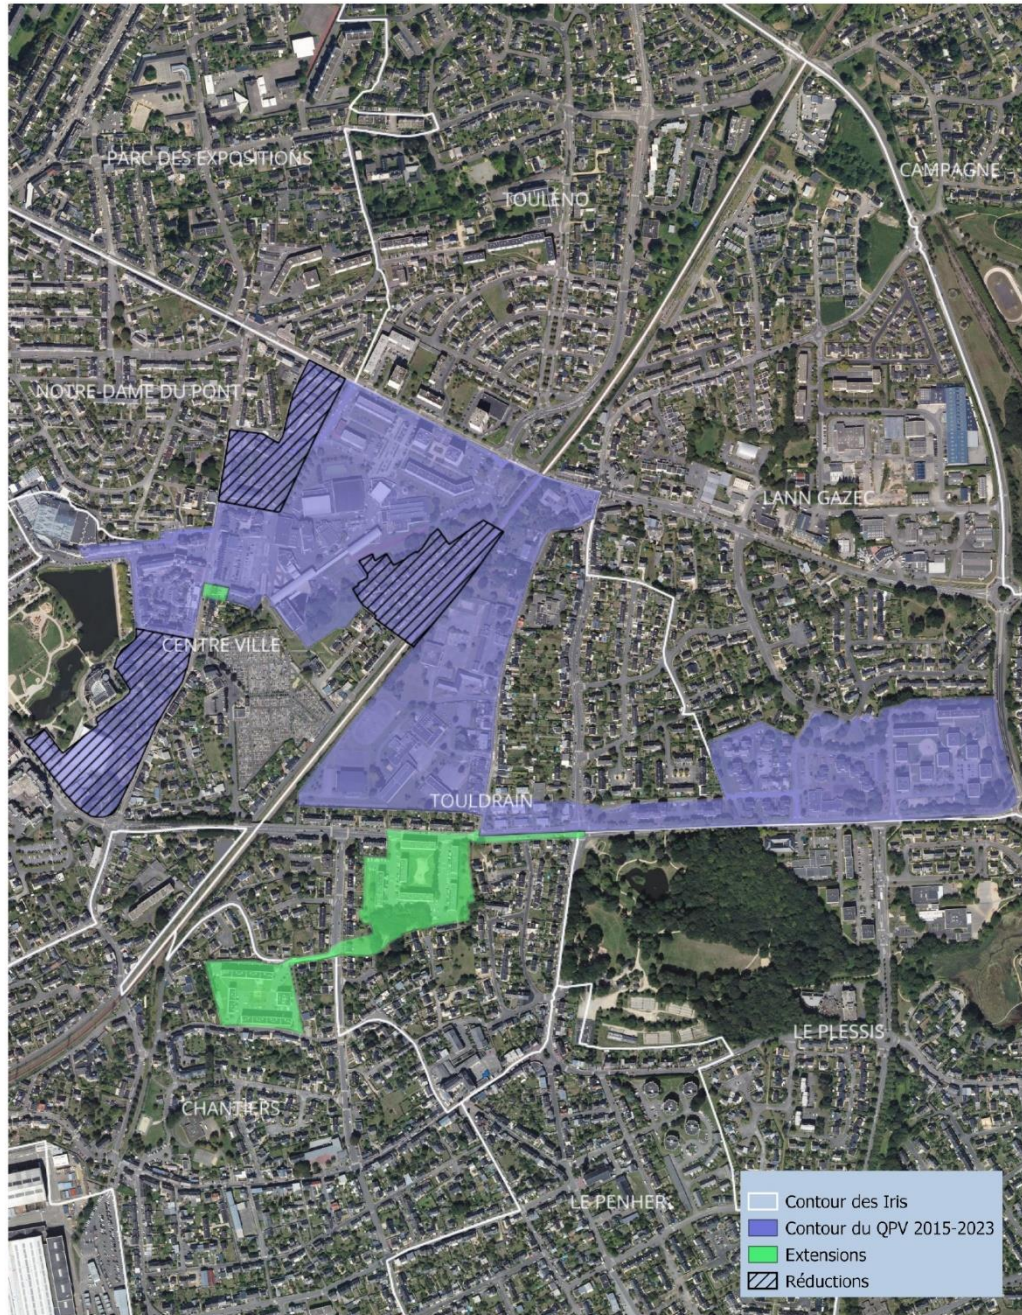 PARC DES EXPOSITIONS
CAMPAGNE
TOULENO
NOTRE-DAME DU PONT
LANN GAZEC
CENTRE VILLE
TOULDRAIN
LE PLESSIS
CHANTIERS
LE PENHER
Contour des Iris
Contour du QPV 2015-2023
Extensions
Réductions